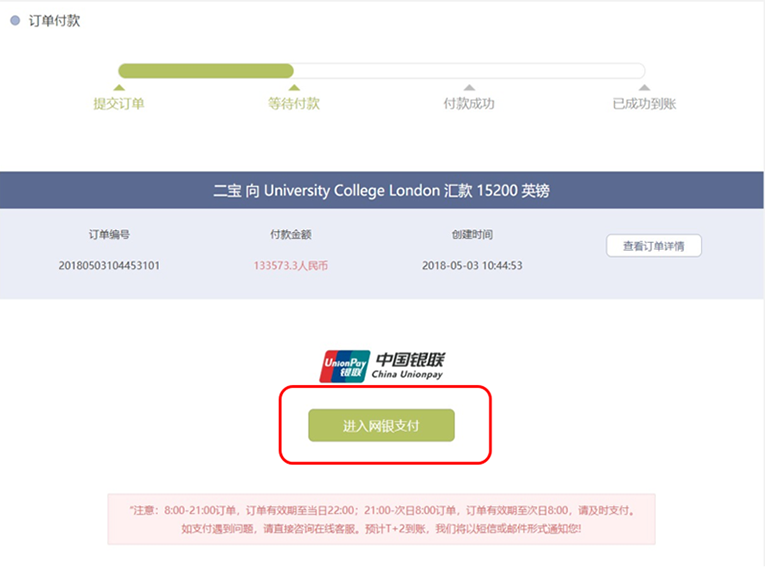 订单付款
提交订单 等待付款 付款成功 已成功到账
二宝 向 University College London 汇款 15200 英镑
订单编号 付款金额 创建时间
查看订单详情
20180503104453101 133573.3人民币 2018-05-03 10:44:53
UnionPay 中国银联
银联 China Unionpay
进入网银支付
*注意：8:00-21:00订单，订单有效期至当日22:00；21:00-次日8:00订单，订单有效期至次日8:00，请及时支付。
如支付遇到问题，请直接咨询在线客服。预计T+2到账，我们将以短信或邮件形式通知您!